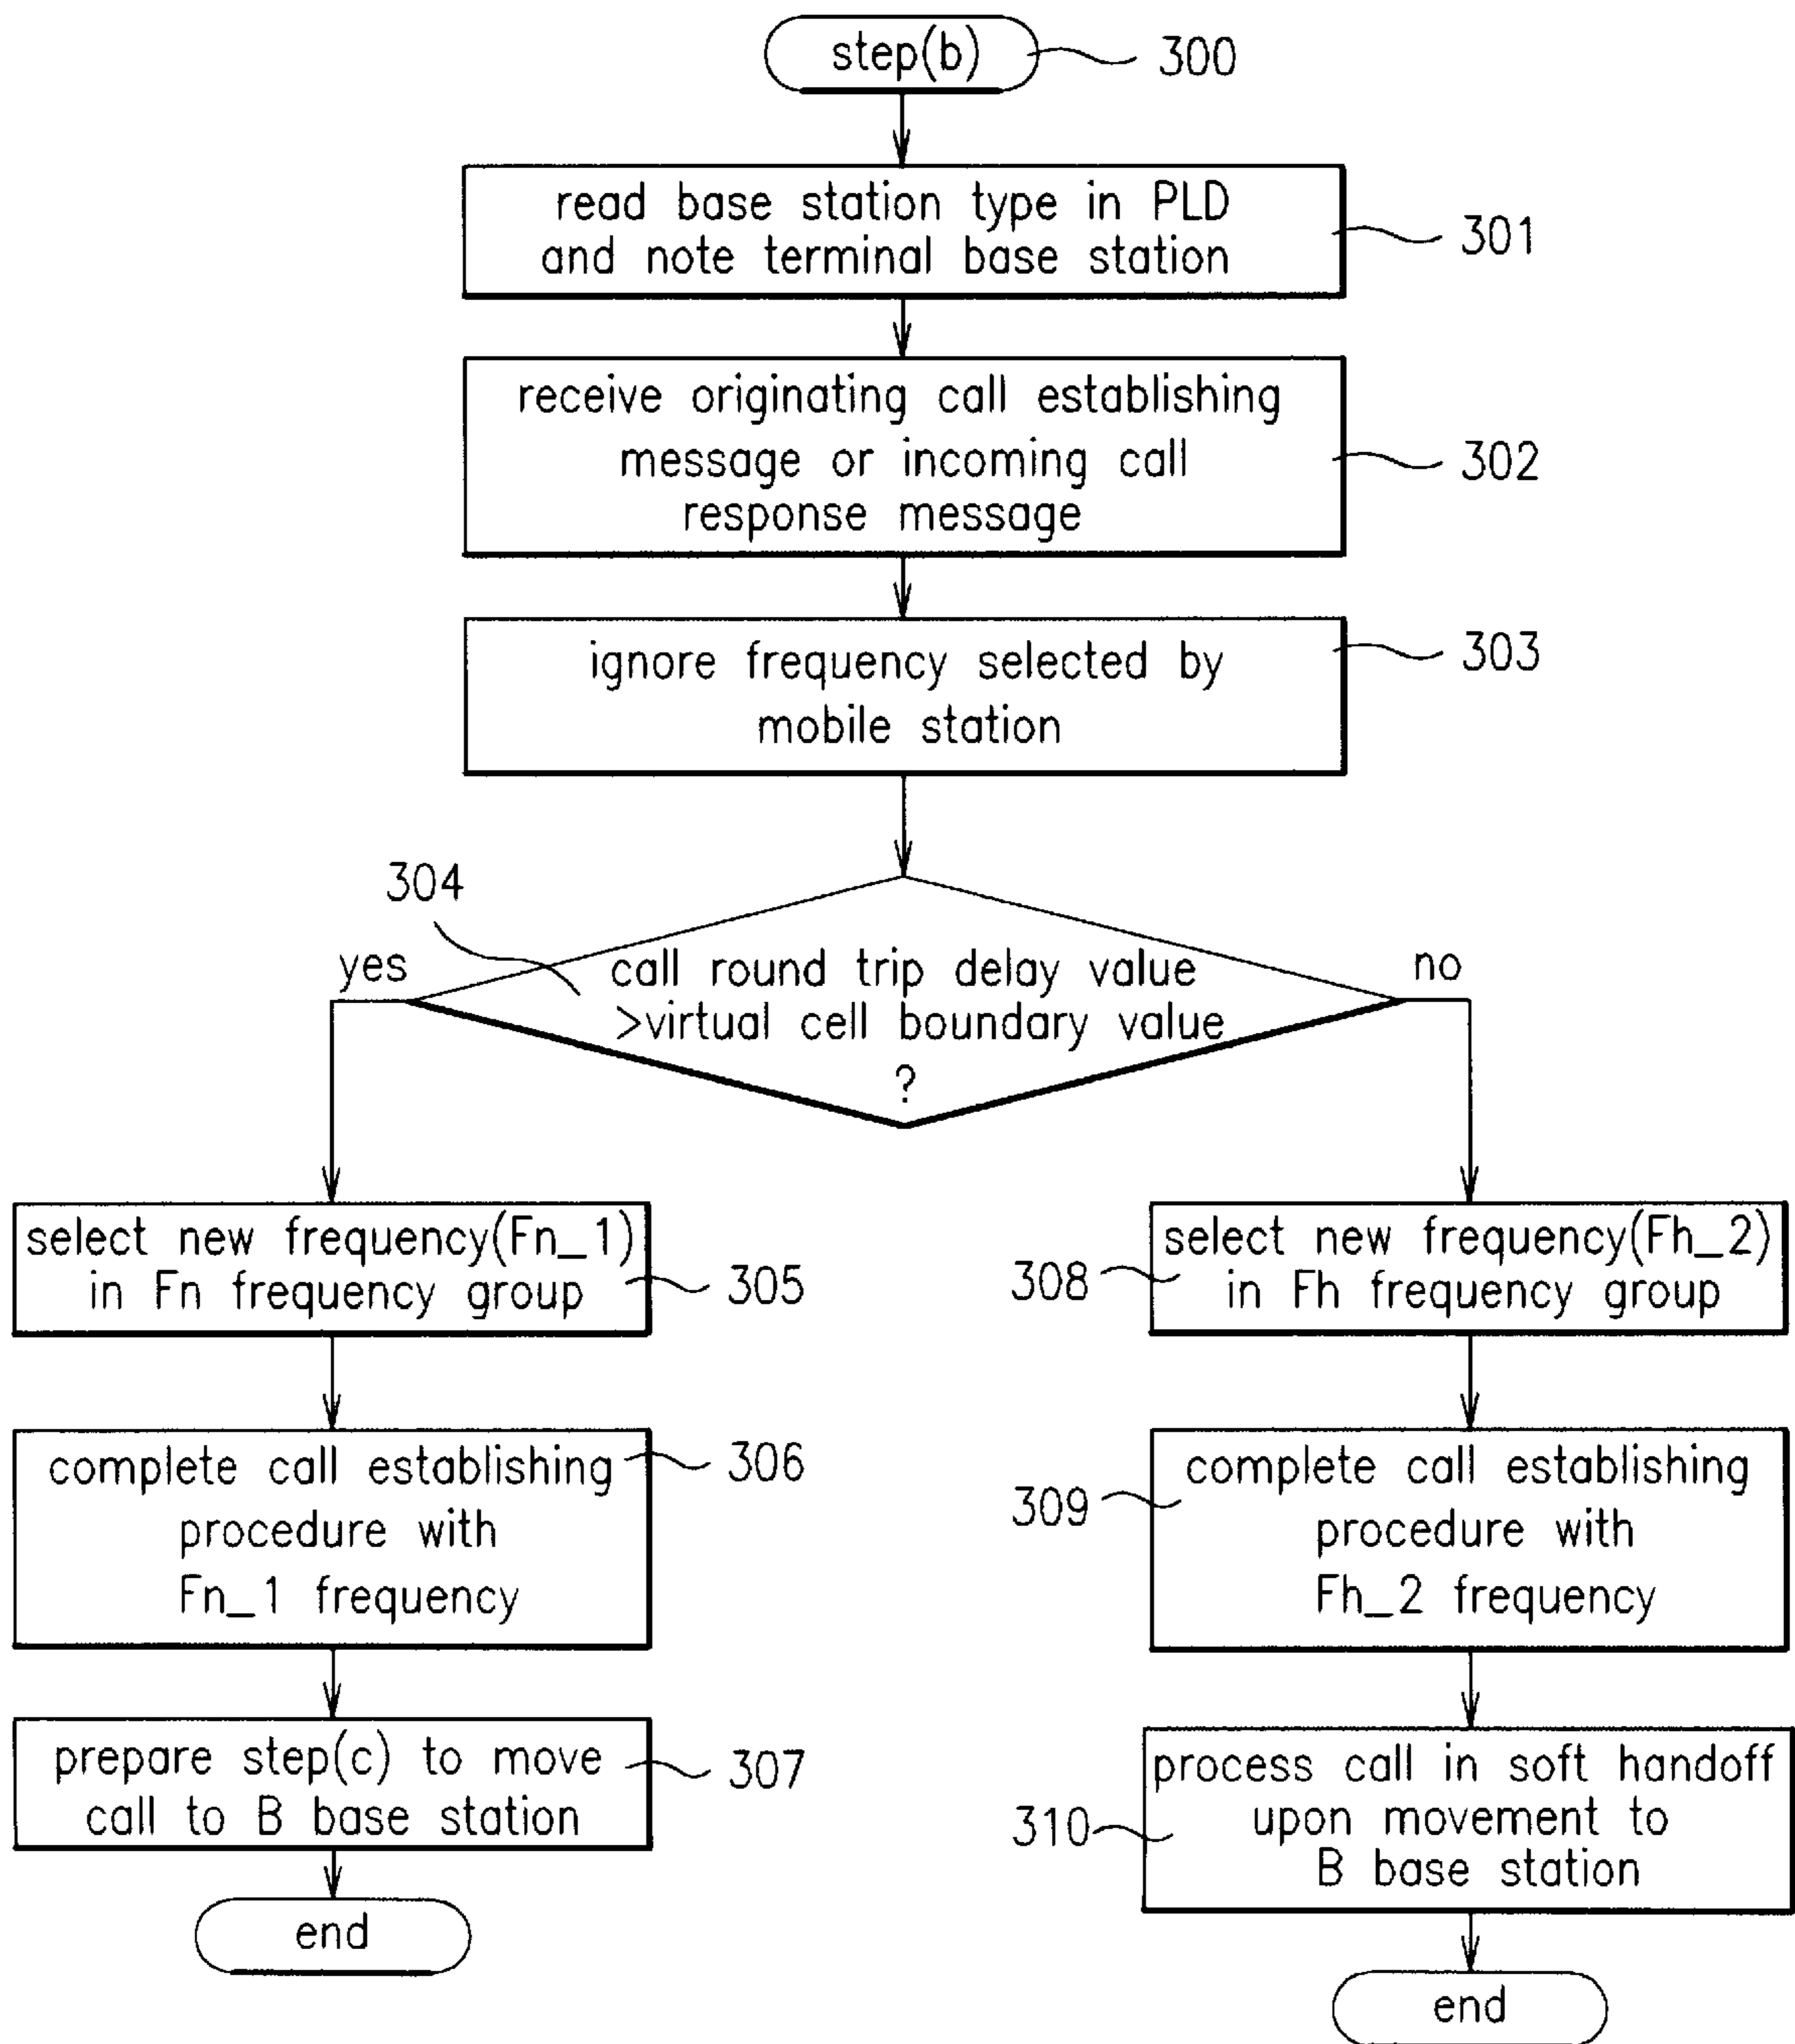 step(b)
300
read base station type in PLD
and note terminal base station
301
receive originating call establishing
message or incoming call
response message
302
ignore frequency selected by
mobile station
303
304
yes
call round trip delay value
>virtual cell boundary value
?
no
select new frequency(Fn_1)
in Fn frequency group
305
complete call establishing
procedure with
Fn_1 frequency
306
prepare step(c) to move
call to B base station
307
end
select new frequency(Fh_2)
in Fh frequency group
308
complete call establishing
procedure with
Fh_2 frequency
309
process call in soft handoff
upon movement to
B base station
310
end